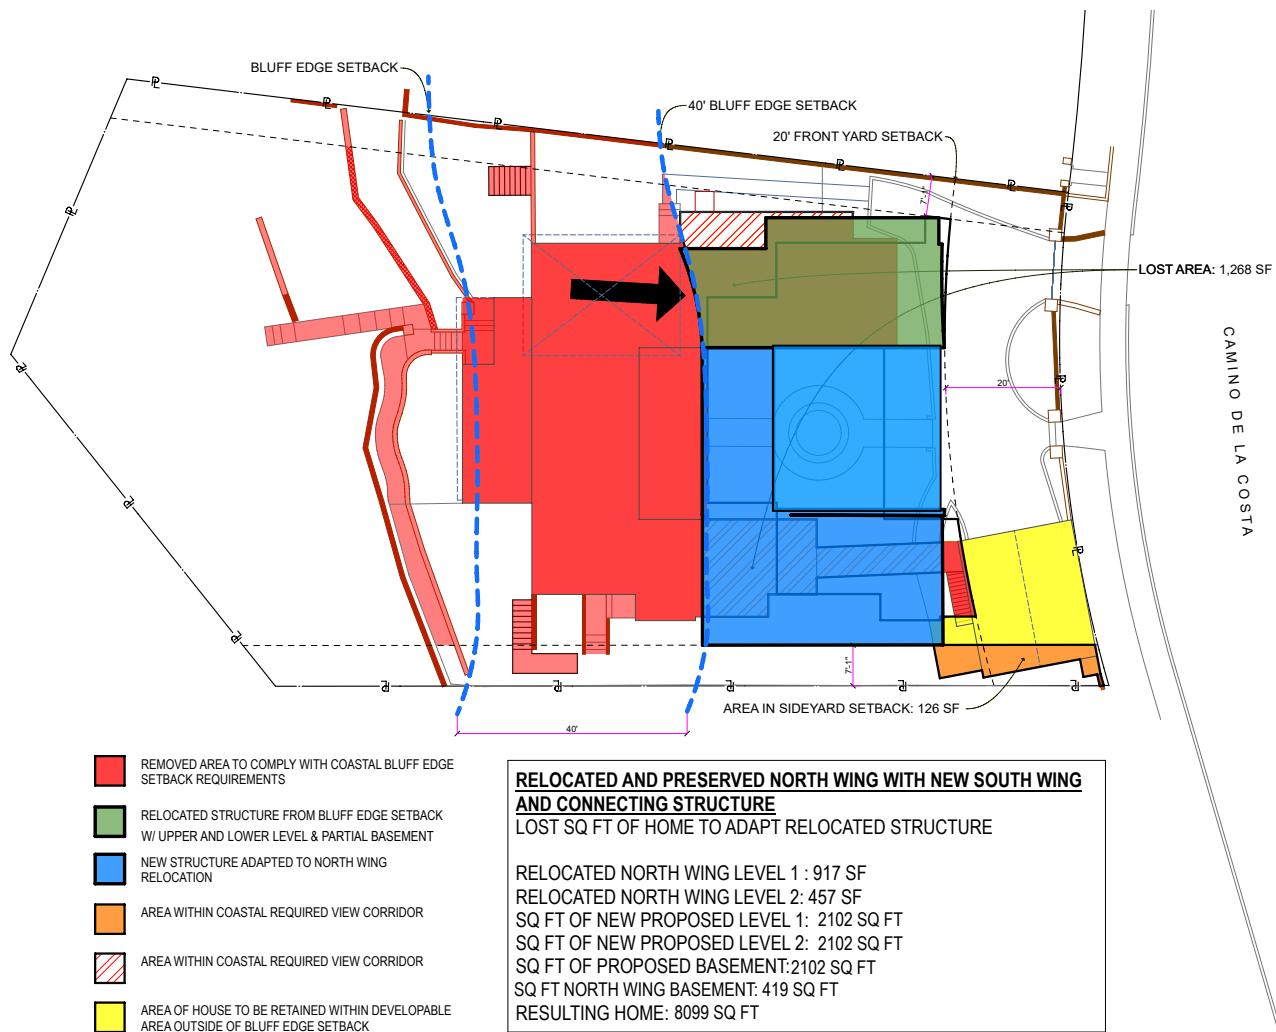 BLUFF EDGE SETBACK
40' BLUFF EDGE SETBACK
20' FRONT YARD SETBACK
7'-1"
LOST AREA: 1,268 SF
CAMINO DE LA COSTA
20'
7'-1"
AREA IN SIDEYARD SETBACK: 126 SF
40'
REMOVED AREA TO COMPLY WITH COASTAL BLUFF EDGE
SETBACK REQUIREMENTS
RELOCATED STRUCTURE FROM BLUFF EDGE SETBACK
W/ UPPER AND LOWER LEVEL & PARTIAL BASEMENT
NEW STRUCTURE ADAPTED TO NORTH WING
RELOCATION
AREA WITHIN COASTAL REQUIRED VIEW CORRIDOR
AREA WITHIN COASTAL REQUIRED VIEW CORRIDOR
AREA OF HOUSE TO BE RETAINED WITHIN DEVELOPABLE
AREA OUTSIDE OF BLUFF EDGE SETBACK
RELOCATED AND PRESERVED NORTH WING WITH NEW SOUTH WING
AND CONNECTING STRUCTURE
LOST SQ FT OF HOME TO ADAPT RELOCATED STRUCTURE
RELOCATED NORTH WING LEVEL 1 : 917 SF
RELOCATED NORTH WING LEVEL 2: 457 SF
SQ FT OF NEW PROPOSED LEVEL 1: 2102 SQ FT
SQ FT OF NEW PROPOSED LEVEL 2: 2102 SQ FT
SQ FT OF PROPOSED BASEMENT:2102 SQ FT
SQ FT NORTH WING BASEMENT: 419 SQ FT
RESULTING HOME: 8099 SQ FT